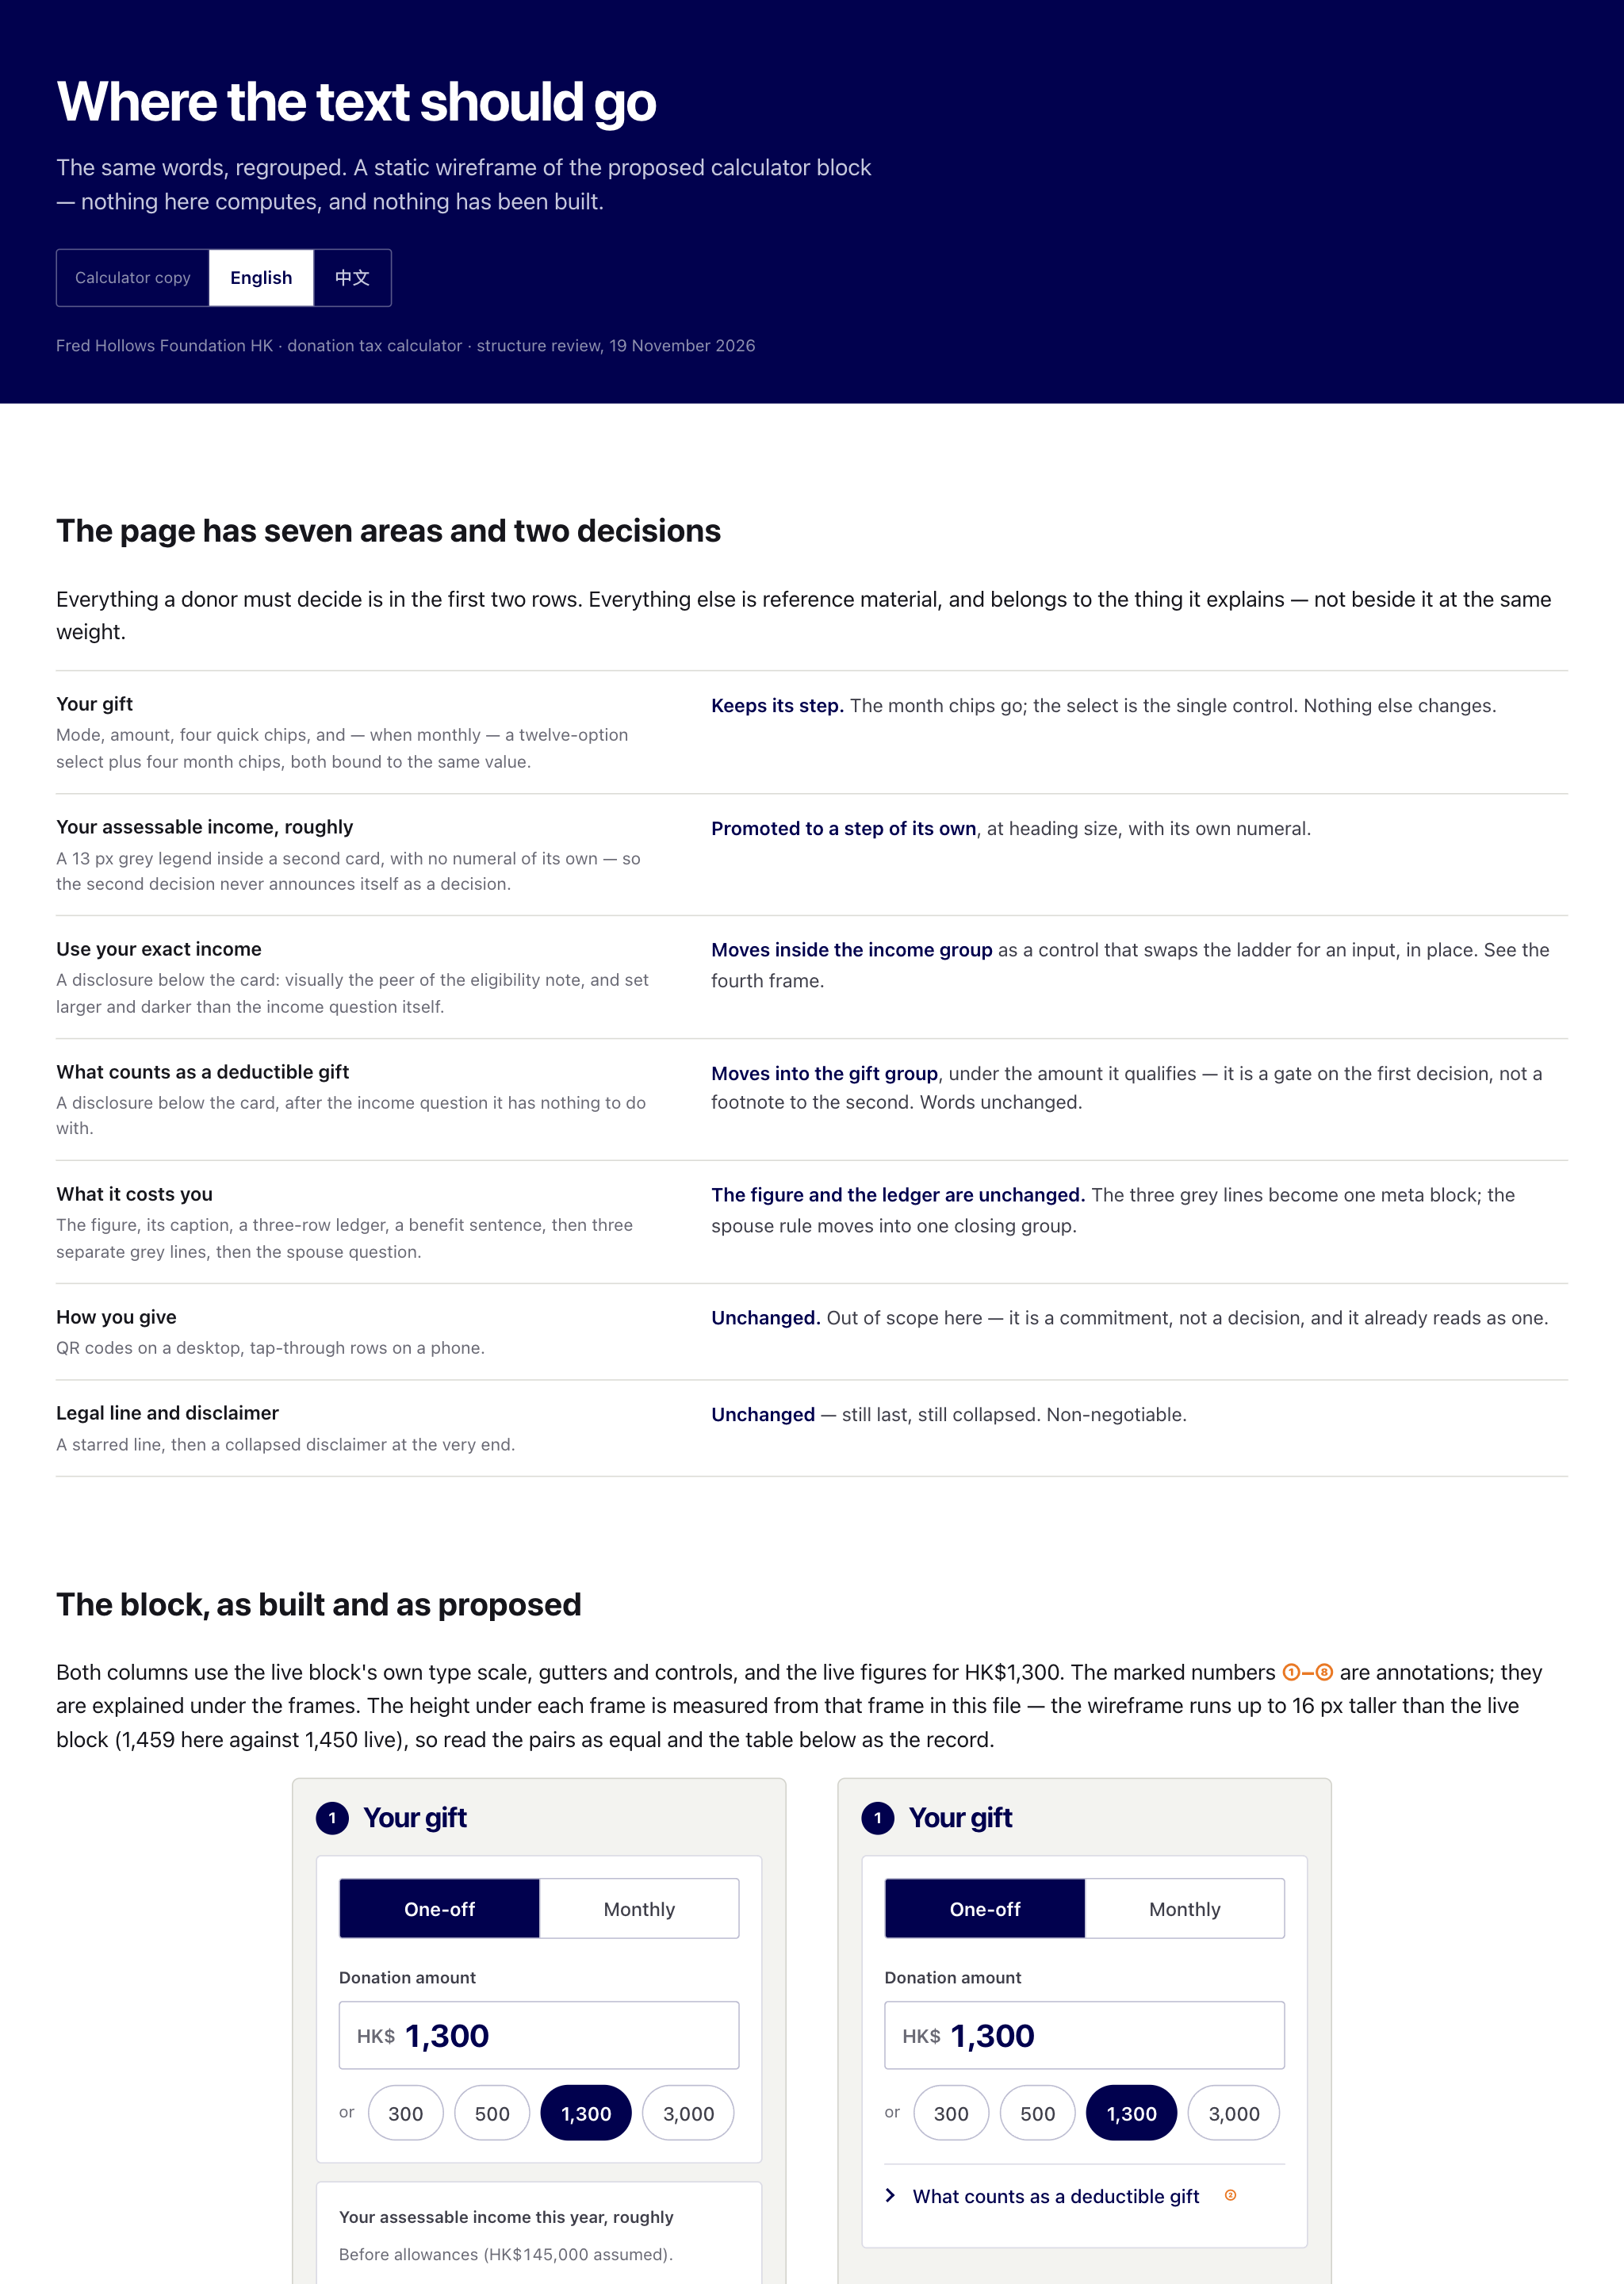 Where the text should go
The same words, regrouped. A static wireframe of the proposed calculator block
— nothing here computes, and nothing has been built.
Calculator copy English 中文
Fred Hollows Foundation HK · donation tax calculator · structure review, 19 November 2026
The page has seven areas and two decisions
Everything a donor must decide is in the first two rows. Everything else is reference material, and belongs to the thing it explains — not beside it at the same
weight.
Your gift
Mode, amount, four quick chips, and — when monthly — a twelve-option
select plus four month chips, both bound to the same value.
Keeps its step. The month chips go; the select is the single control. Nothing else changes.
Your assessable income, roughly
A 13 px grey legend inside a second card, with no numeral of its own — so
the second decision never announces itself as a decision.
Promoted to a step of its own, at heading size, with its own numeral.
Use your exact income
A disclosure below the card: visually the peer of the eligibility note, and set
larger and darker than the income question itself.
Moves inside the income group as a control that swaps the ladder for an input, in place. See the
fourth frame.
What counts as a deductible gift
A disclosure below the card, after the income question it has nothing to do
with.
Moves into the gift group, under the amount it qualifies — it is a gate on the first decision, not a
footnote to the second. Words unchanged.
What it costs you
The figure, its caption, a three-row ledger, a benefit sentence, then three
separate grey lines, then the spouse question.
The figure and the ledger are unchanged. The three grey lines become one meta block; the
spouse rule moves into one closing group.
How you give
QR codes on a desktop, tap-through rows on a phone.
Unchanged. Out of scope here — it is a commitment, not a decision, and it already reads as one.
Legal line and disclaimer
A starred line, then a collapsed disclaimer at the very end.
Unchanged — still last, still collapsed. Non-negotiable.
The block, as built and as proposed
Both columns use the live block's own type scale, gutters and controls, and the live figures for HK$1,300. The marked numbers ①–⑧ are annotations; they
are explained under the frames. The height under each frame is measured from that frame in this file — the wireframe runs up to 16 px taller than the live
block (1,459 here against 1,450 live), so read the pairs as equal and the table below as the record.
1 Your gift
One-off Monthly
Donation amount
HK$ 1,300
or 300 500 1,300 3,000
Your assessable income this year, roughly
Before allowances (HK$145,000 assumed).
1 Your gift
One-off Monthly
Donation amount
HK$ 1,300
or 300 500 1,300 3,000
What counts as a deductible gift ②